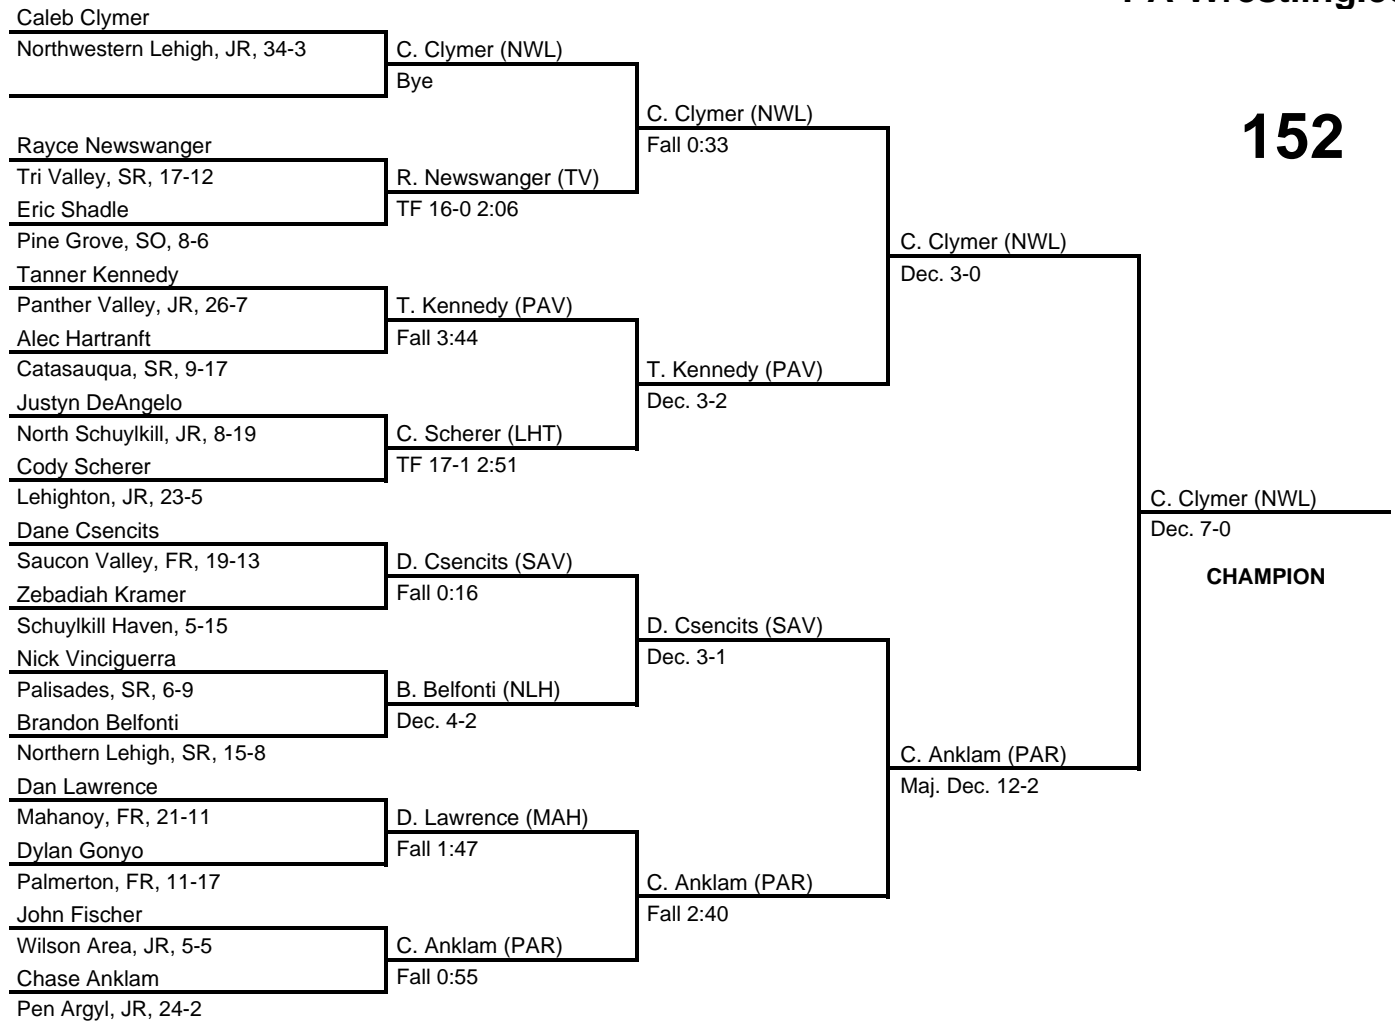 Caleb Clymer
Northwestern Lehigh, JR, 34-3
C. Clymer (NWL)
Bye
C. Clymer (NWL)
Fall 0:33
152
Rayce Newswanger
Tri Valley, SR, 17-12
R. Newswanger (TV)
Eric Shadle
TF 16-0 2:06
Pine Grove, SO, 8-6
C. Clymer (NWL)
Dec. 3-0
Tanner Kennedy
Panther Valley, JR, 26-7
T. Kennedy (PAV)
Alec Hartranft
Fall 3:44
Catasauqua, SR, 9-17
T. Kennedy (PAV)
Dec. 3-2
Justyn DeAngelo
North Schuylkill, JR, 8-19
C. Scherer (LHT)
Cody Scherer
TF 17-1 2:51
Lehighton, JR, 23-5
C. Clymer (NWL)
Dec. 7-0
CHAMPION
Dane Csencits
Saucon Valley, FR, 19-13
D. Csencits (SAV)
Zebadiah Kramer
Fall 0:16
Schuylkill Haven, 5-15
D. Csencits (SAV)
Dec. 3-1
Nick Vinciguerra
Palisades, SR, 6-9
B. Belfonti (NLH)
Brandon Belfonti
Dec. 4-2
Northern Lehigh, SR, 15-8
C. Anklam (PAR)
Maj. Dec. 12-2
Dan Lawrence
Mahanoy, FR, 21-11
D. Lawrence (MAH)
Dylan Gonyo
Fall 1:47
Palmerton, FR, 11-17
C. Anklam (PAR)
Fall 2:40
John Fischer
Wilson Area, JR, 5-5
C. Anklam (PAR)
Chase Anklam
Fall 0:55
Pen Argyl, JR, 24-2